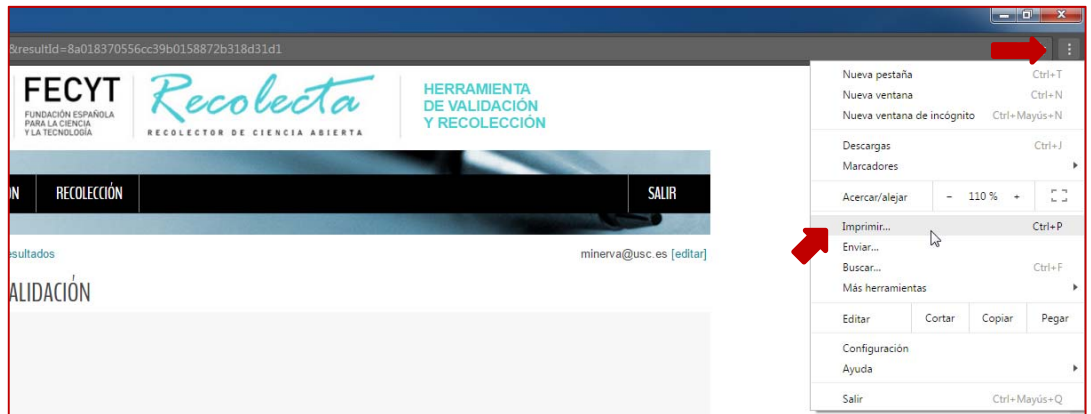 &resultId=8a018370556cc39b0158872b318d31d1
FECYT
FUNDACIÓN ESPAÑOLA
PARA LA CIENCIA
Y LA TECNOLOGÍA
Recolecta
RECOLECTOR DE CIENCIA ABIERTA
HERRAMIENTA
DE VALIDACIÓN
Y RECOLECCIÓN
ÓN RECOLECCIÓN SALIR
esultados minerva@usc.es [editar]
ALIDACIÓN
Nueva pestaña Ctrl+T
Nueva ventana Ctrl+N
Nueva ventana de incógnito Ctrl+Mayús+N
Descargas Ctrl+J
Marcadores
Acercar/alejar - 110 % +
Imprimir... Ctrl+P
Enviar...
Buscar... Ctrl+F
Más herramientas
Editar Cortar Copiar Pegar
Configuración
Ayuda
Salir Ctrl+Mayús+Q